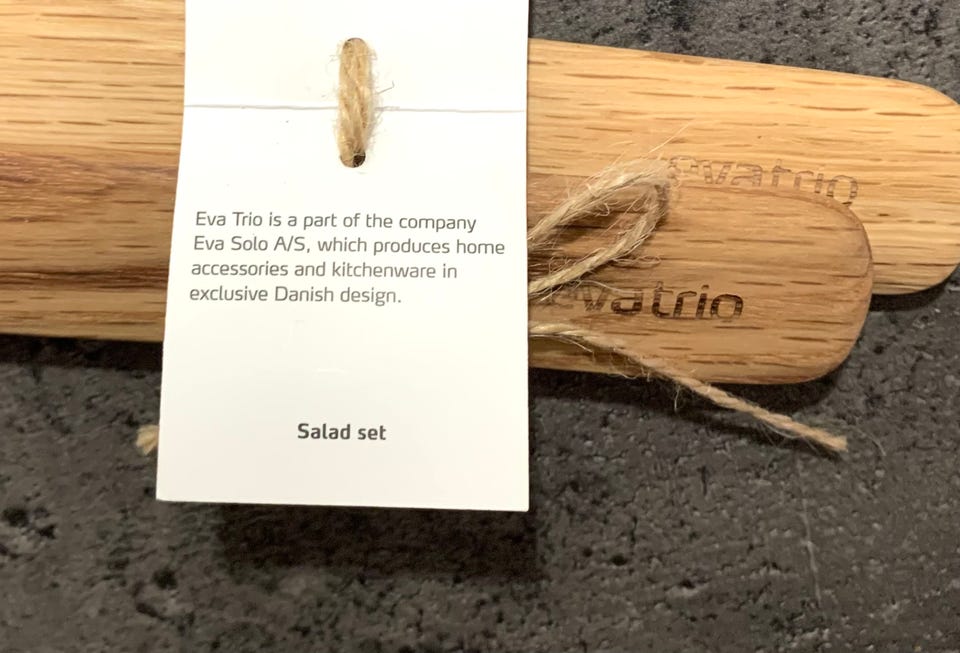 Eva Trio is a part of the company
Eva Solo A/S, which produces home
accessories and kitchenware in
exclusive Danish design.
Salad set
evatrio
evatrio